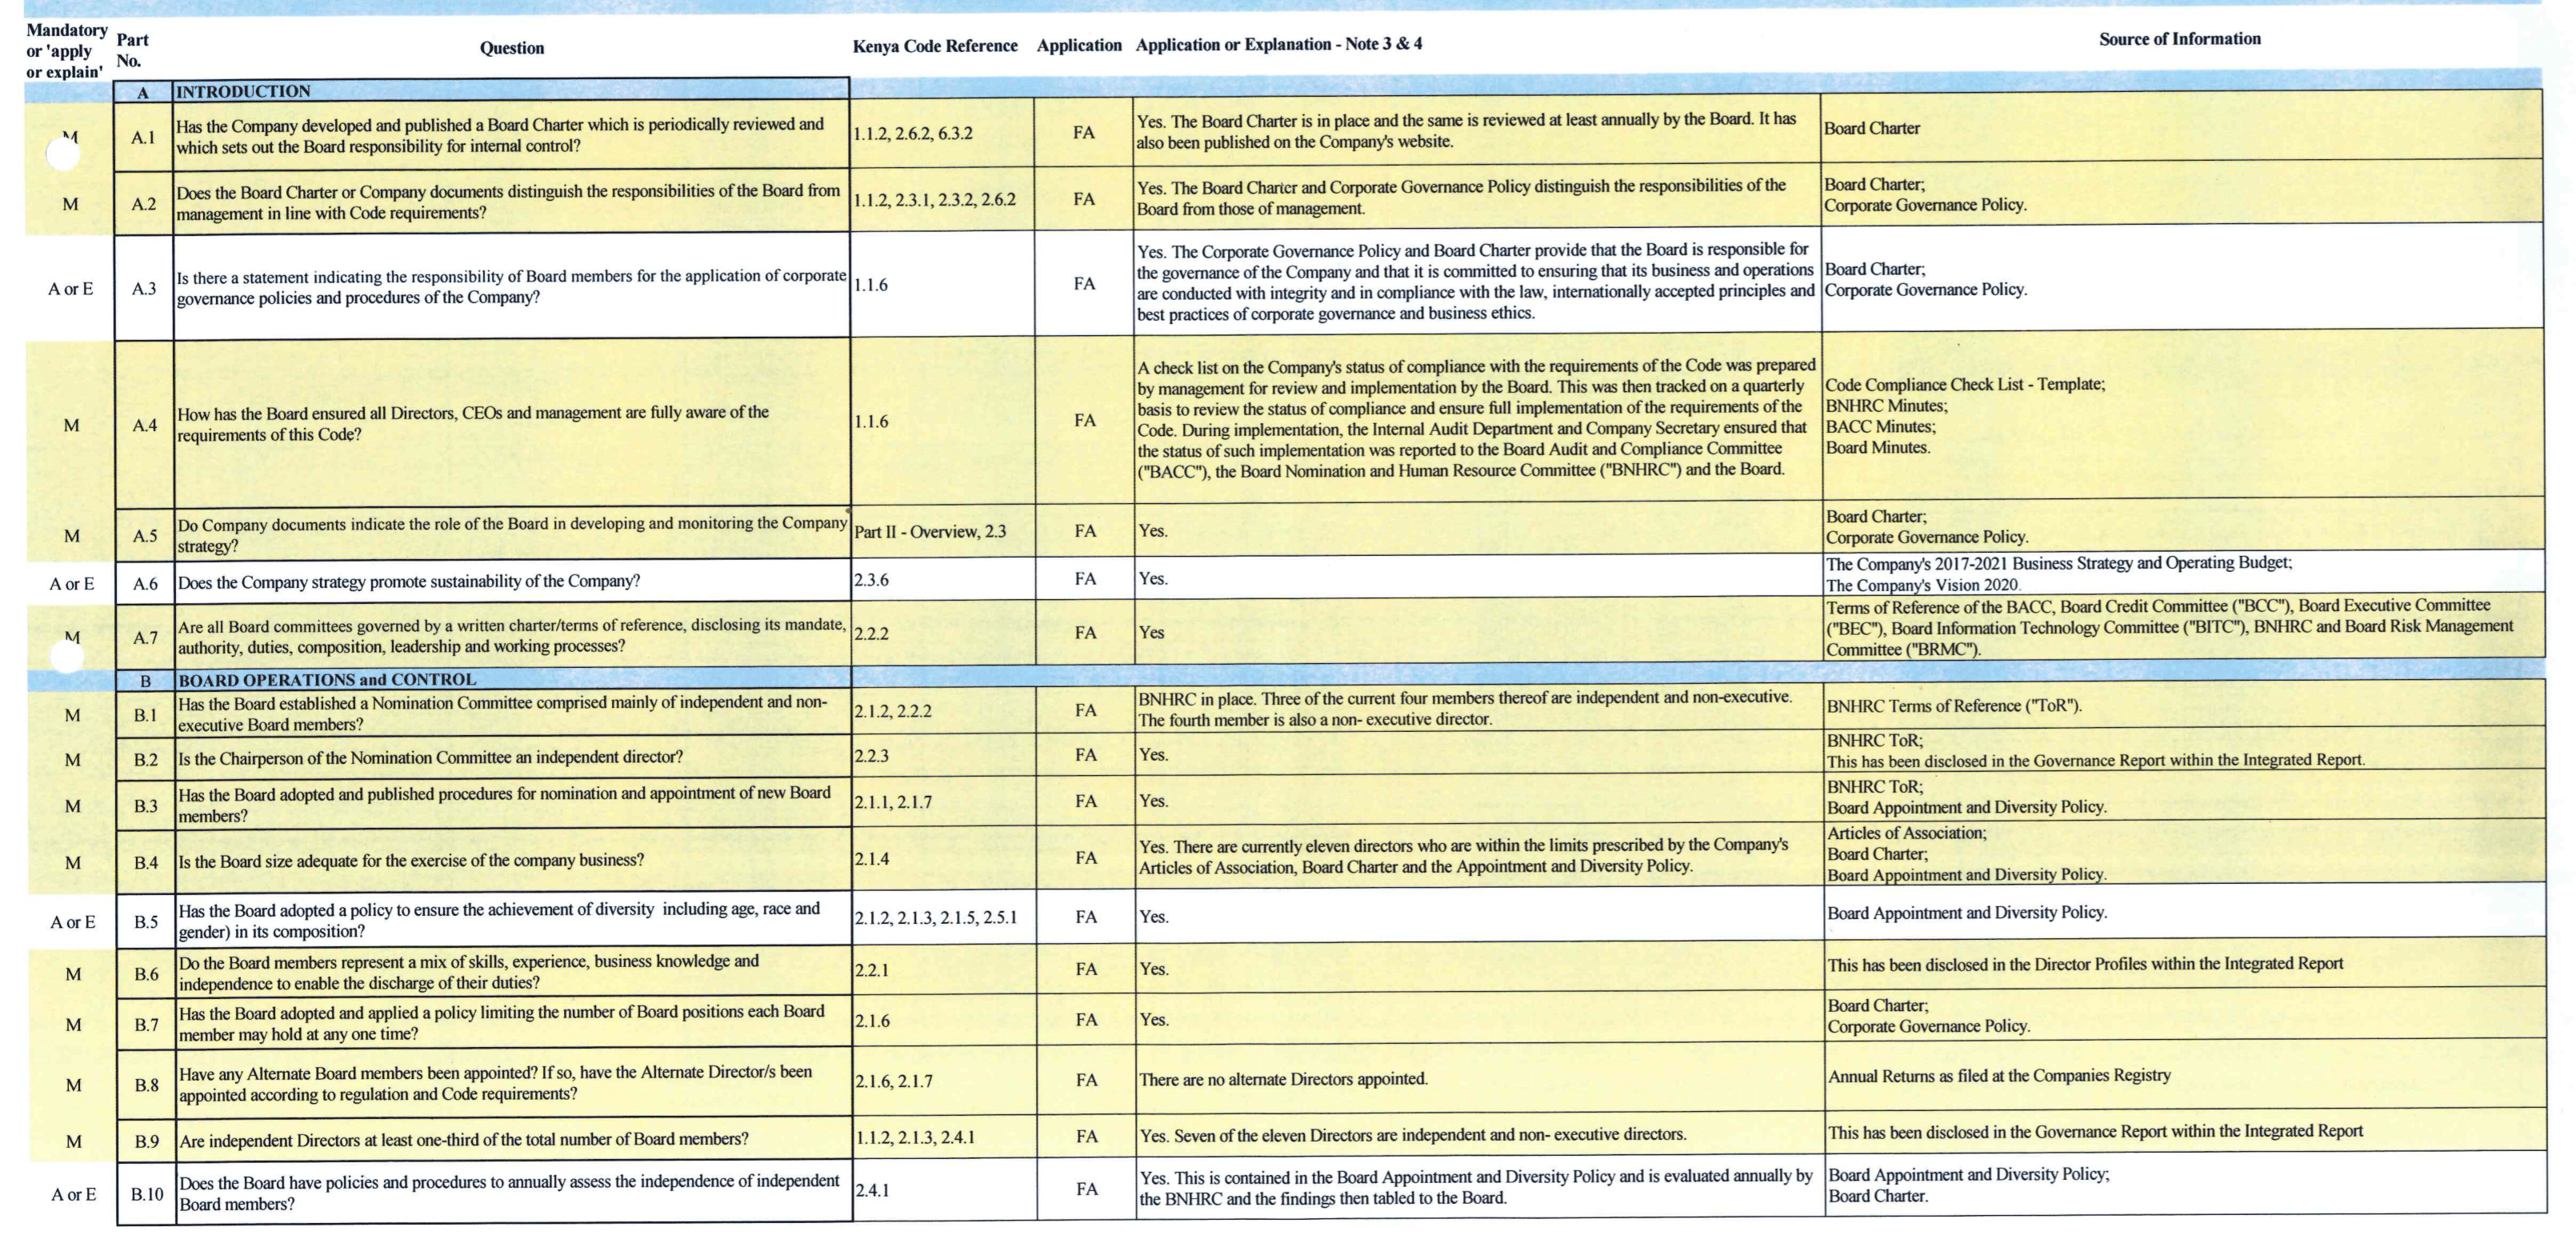 Mandatory
or 'apply
or explain'
Part
No.
Question
Kenya Code Reference
Application
Application or Explanation - Note 3 & 4
Source of Information
A
INTRODUCTION
M
A.1
Has the Company developed and published a Board Charter which is periodically reviewed and
which sets out the Board responsibility for internal control?
1.1.2, 2.6.2, 6.3.2
FA
Yes. The Board Charter is in place and the same is reviewed at least annually by the Board. It has
also been published on the Company's website.
Board Charter
M
A.2
Does the Board Charter or Company documents distinguish the responsibilities of the Board from
management in line with Code requirements?
1.1.2, 2.3.1, 2.3.2, 2.6.2
FA
Yes. The Board Charter and Corporate Governance Policy distinguish the responsibilities of the
Board from those of management.
Board Charter;
Corporate Governance Policy.
A or E
A.3
Is there a statement indicating the responsibility of Board members for the application of corporate
governance policies and procedures of the Company?
1.1.6
FA
Yes. The Corporate Governance Policy and Board Charter provide that the Board is responsible for
the governance of the Company and that it is committed to ensuring that its business and operations
are conducted with integrity and in compliance with the law, internationally accepted principles and
best practices of corporate governance and business ethics.
Board Charter;
Corporate Governance Policy.
M
A.4
How has the Board ensured all Directors, CEOs and management are fully aware of the
requirements of this Code?
1.1.6
FA
A check list on the Company's status of compliance with the requirements of the Code was prepared
by management for review and implementation by the Board. This was then tracked on a quarterly
basis to review the status of compliance and ensure full implementation of the requirements of the
Code. During implementation, the Internal Audit Department and Company Secretary ensured that
the status of such implementation was reported to the Board Audit and Compliance Committee
("BACC"), the Board Nomination and Human Resource Committee ("BNHRC") and the Board.
Code Compliance Check List - Template;
BNHRC Minutes;
BACC Minutes;
Board Minutes.
M
A.5
Do Company documents indicate the role of the Board in developing and monitoring the Company
strategy?
Part II - Overview, 2.3
FA
Yes.
Board Charter;
Corporate Governance Policy.
A or E
A.6
Does the Company strategy promote sustainability of the Company?
2.3.6
FA
Yes.
The Company's 2017-2021 Business Strategy and Operating Budget;
The Company's Vision 2020.
M
A.7
Are all Board committees governed by a written charter/terms of reference, disclosing its mandate,
authority, duties, composition, leadership and working processes?
2.2.2
FA
Yes
Terms of Reference of the BACC, Board Credit Committee ("BCC"), Board Executive Committee
("BEC"), Board Information Technology Committee ("BITC"), BNHRC and Board Risk Management
Committee ("BRMC").
B
BOARD OPERATIONS and CONTROL
M
B.1
Has the Board established a Nomination Committee comprised mainly of independent and non-
executive Board members?
2.1.2, 2.2.2
FA
BNHRC in place. Three of the current four members thereof are independent and non-executive.
The fourth member is also a non- executive director.
BNHRC Terms of Reference ("ToR").
M
B.2
Is the Chairperson of the Nomination Committee an independent director?
2.2.3
FA
Yes.
BNHRC ToR;
This has been disclosed in the Governance Report within the Integrated Report.
M
B.3
Has the Board adopted and published procedures for nomination and appointment of new Board
members?
2.1.1, 2.1.7
FA
Yes.
BNHRC ToR;
Board Appointment and Diversity Policy.
M
B.4
Is the Board size adequate for the exercise of the company business?
2.1.4
FA
Yes. There are currently eleven directors who are within the limits prescribed by the Company's
Articles of Association, Board Charter and the Appointment and Diversity Policy.
Articles of Association;
Board Charter;
Board Appointment and Diversity Policy.
A or E
B.5
Has the Board adopted a policy to ensure the achievement of diversity including age, race and
gender) in its composition?
2.1.2, 2.1.3, 2.1.5, 2.5.1
FA
Yes.
Board Appointment and Diversity Policy.
M
B.6
Do the Board members represent a mix of skills, experience, business knowledge and
independence to enable the discharge of their duties?
2.2.1
FA
Yes.
This has been disclosed in the Director Profiles within the Integrated Report
M
B.7
Has the Board adopted and applied a policy limiting the number of Board positions each Board
member may hold at any one time?
2.1.6
FA
Yes.
Board Charter;
Corporate Governance Policy.
M
B.8
Have any Alternate Board members been appointed? If so, have the Alternate Director/s been
appointed according to regulation and Code requirements?
2.1.6, 2.1.7
FA
There are no alternate Directors appointed.
Annual Returns as filed at the Companies Registry
M
B.9
Are independent Directors at least one-third of the total number of Board members?
1.1.2, 2.1.3, 2.4.1
FA
Yes. Seven of the eleven Directors are independent and non- executive directors.
This has been disclosed in the Governance Report within the Integrated Report
A or E
B.10
Does the Board have policies and procedures to annually assess the independence of independent
Board members?
2.4.1
FA
Yes. This is contained in the Board Appointment and Diversity Policy and is evaluated annually by
the BNHRC and the findings then tabled to the Board.
Board Appointment and Diversity Policy;
Board Charter.